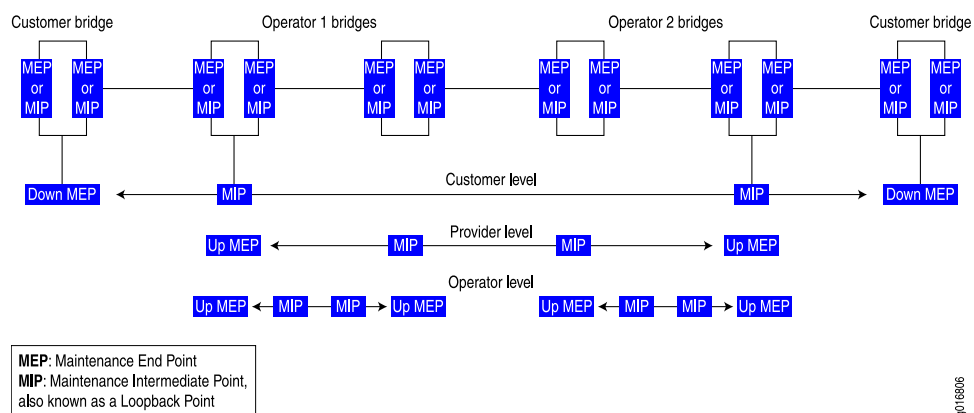 Customer bridge Operator 1 bridges Operator 2 bridges Customer bridge
MEP or MIP MEP or MIP MEP or MIP MEP or MIP MEP or MIP MEP or MIP MEP or MIP MEP or MIP MEP or MIP MEP or MIP MEP or MIP MEP or MIP
Customer level
Down MEP MIP MIP Down MEP
Provider level
Up MEP MIP MIP Up MEP
Operator level
Up MEP MIP MIP Up MEP Up MEP MIP MIP Up MEP
MEP: Maintenance End Point
MIP: Maintenance Intermediate Point,
also known as a Loopback Point
g016806